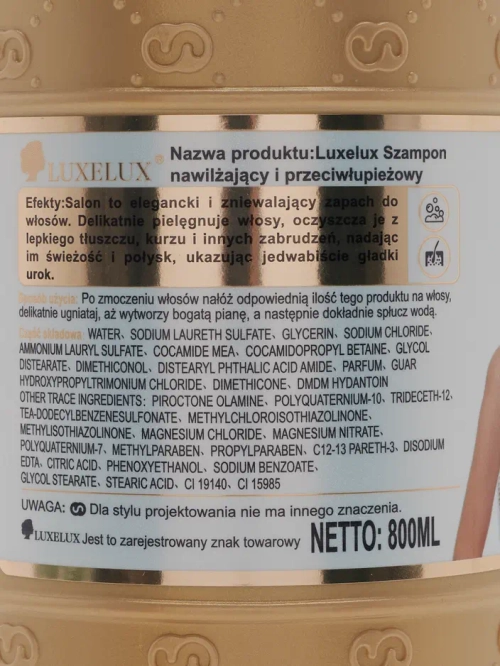 LUXELUX®
Nazwa produktu:Luxelux Szampon
nawilżający i przeciwłupieżowy
Efekty:Salon to elegancki i zniewalający zapach do
włosów. Delikatnie pielęgnuje włosy, oczyszcza je z
lepkiego tłuszczu, kurzu i innych zabrudzeń, nadając
im świeżość i połysk, ukazując jedwabiście gładki
urok.
Sposób użycia: Po zmoczeniu włosów nałóż odpowiednią ilość tego produktu na włosy,
delikatnie ugniataj, aż wytworzy bogatą pianę, a następnie dokładnie spłucz wodą.
Część składowa WATER、SODIUM LAURETH SULFATE、GLYCERIN、SODIUM CHLORIDE、
AMMONIUM LAURYL SULFATE、COCAMIDE MEA、COCAMIDOPROPYL BETAINE、GLYCOL
DISTEARATE、DIMETHICONOL、DISTEARYL PHTHALIC ACID AMIDE、PARFUM、GUAR
HYDROXYPROPYLTRIMONIUM CHLORIDE、DIMETHICONE、DMDM HYDANTOIN
OTHER TRACE INGREDIENTS: PIROCTONE OLAMINE、POLYQUATERNIUM-10、TRIDECETH-12、
TEA-DODECYLBENZENESULFONATE、METHYLCHLOROISOTHIAZOLINONE、
METHYLISOTHIAZOLINONE、MAGNESIUM CHLORIDE、MAGNESIUM NITRATE、
POLYQUATERNIUM-7、METHYLPARABEN、PROPYLPARABEN、C12-13 PARETH-3、DISODIUM
EDTA、CITRIC ACID、PHENOXYETHANOL、SODIUM BENZOATE、
GLYCOL STEARATE、STEARIC ACID、CI 19140、CI 15985
UWAGA: S Dla stylu projektowania nie ma innego znaczenia.
LUXELUX Jest to zarejestrowany znak towarowy NETTO: 800ML